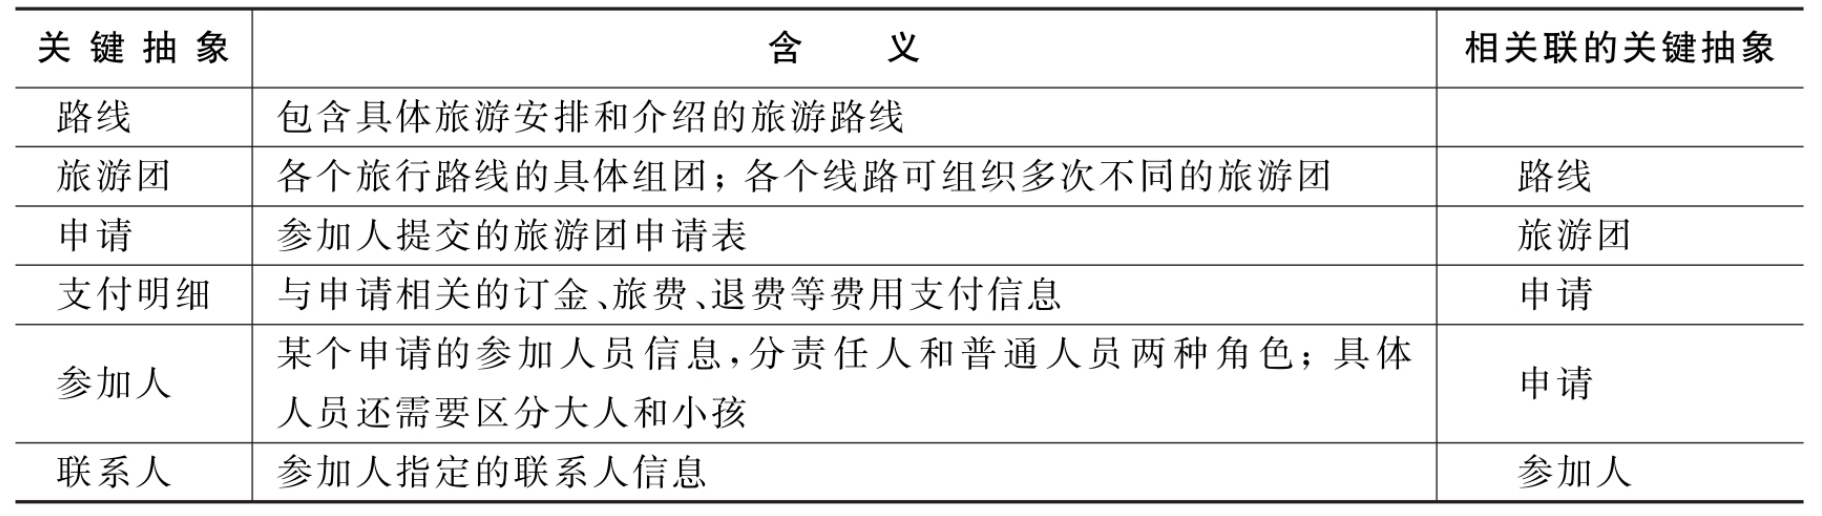 关键抽象 含义 相关联的关键抽象
路线 包含具体旅游安排和介绍的旅游路线
旅游团 各个旅行路线的具体组团；各个线路可组织多次不同的旅游团 路线
申请 参加人提交的旅游团申请表 旅游团
支付明细 与申请相关的订金、旅费、退费等费用支付信息 申请
参加人 某个申请的参加人员信息，分责任人和普通人员两种角色；具体 申请
人员还需要区分大人和小孩
联系人 参加人指定的联系人信息 参加人